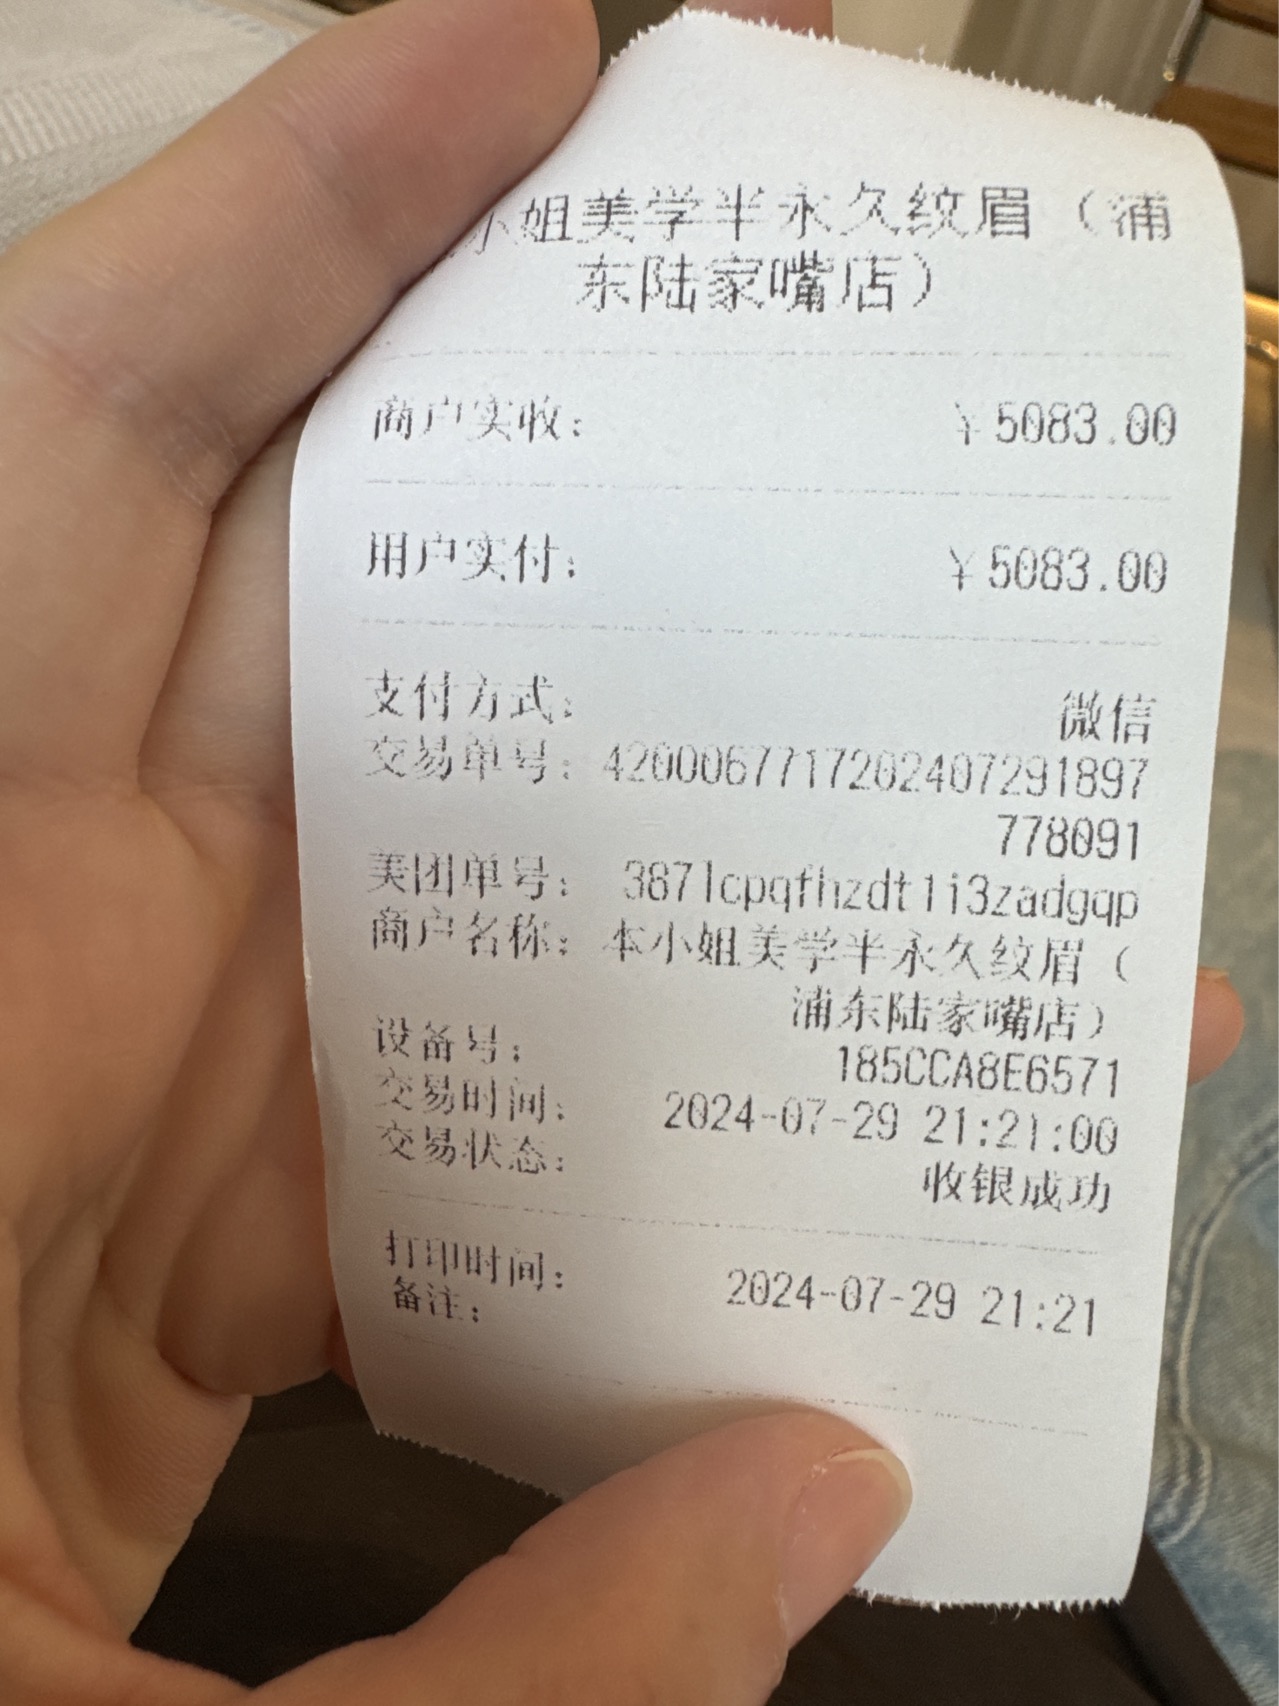 小姐美学半永久纹眉（浦
东陆家嘴店）
商户实收： ￥5083.00
用户实付： ￥5083.00
支付方式： 微信
交易单号：4200067717202407291897
778091
美团单号： 387lcpqfhzdt1i3zadgqp
商户名称：本小姐美学半永久纹眉（
浦东陆家嘴店）
设备号： 185CCA8E6571
交易时间： 2024-07-29 21:21:00
交易状态： 收银成功
打印时间： 2024-07-29 21:21
备注：